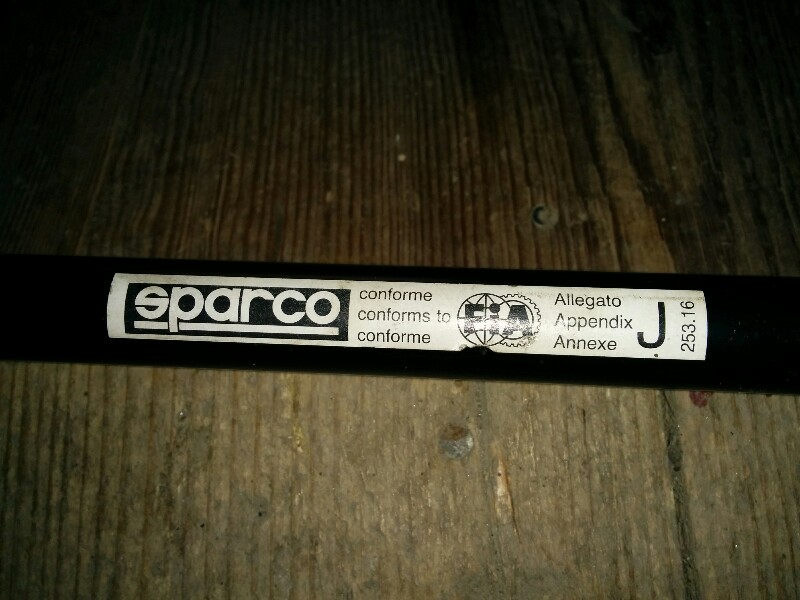 sparco
conforme
conforms to
conforme
FIA
Allegato
Appendix
Annexe
J
253.16